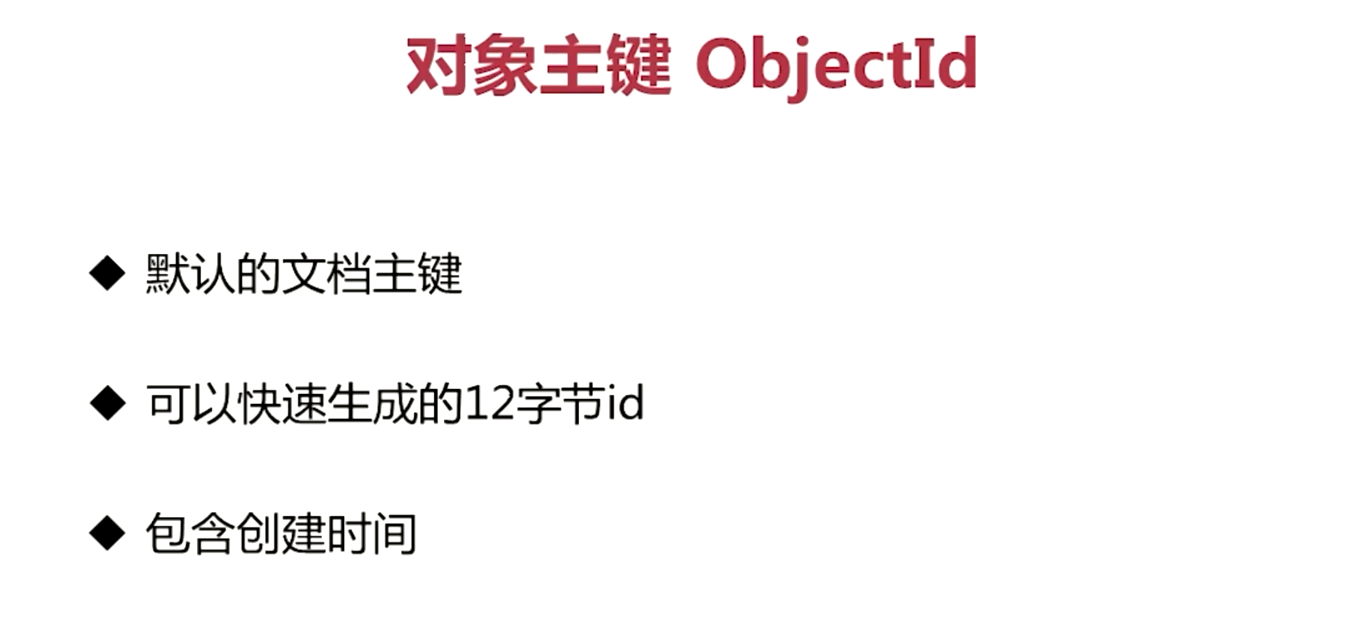 对象主键 ObjectId
◆ 默认的文档主键
◆ 可以快速生成的12字节id
◆ 包含创建时间